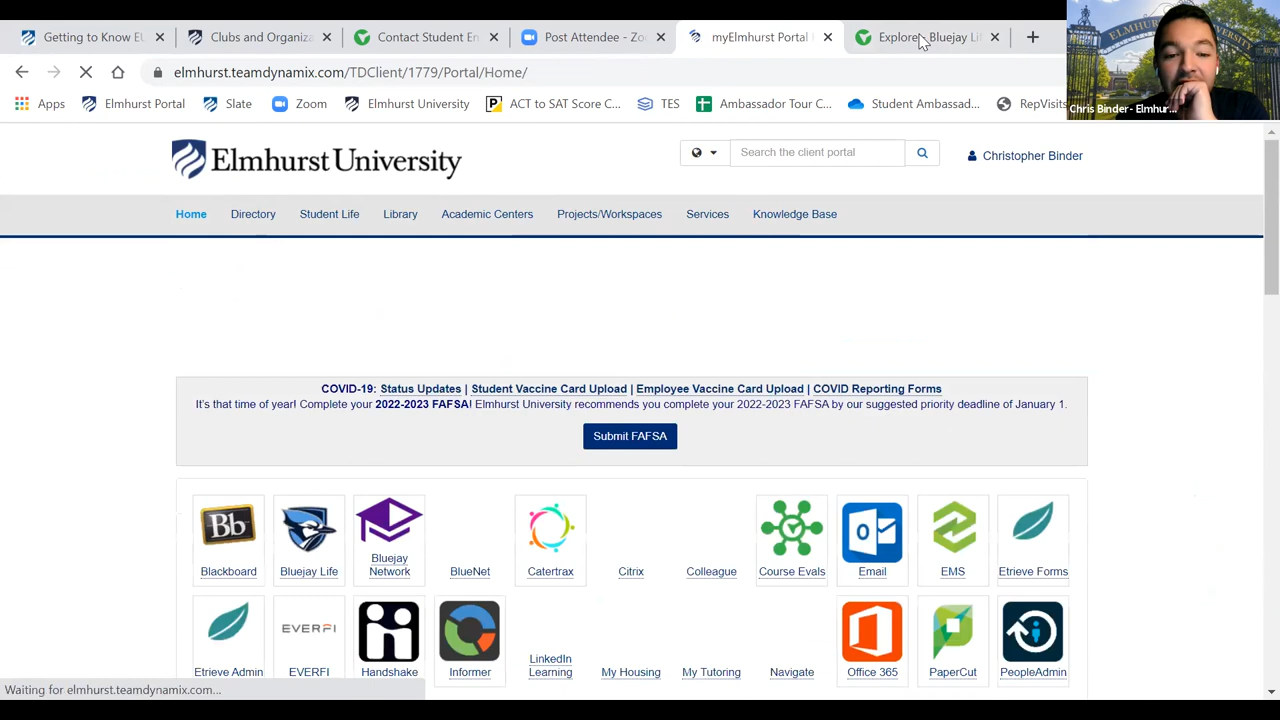 Getting to Know EU
Clubs and Organiza
Contact Student En
Post Attendee - Zoo
myElmhurst Portal
Explore - Bluejay Lif
elmhurst.teamdynamix.com/TDClient/1779/Portal/Home/
Apps
Elmhurst Portal
Slate
Zoom
Elmhurst University
P
ACT to SAT Score C...
TES
Ambassador Tour C...
Student Ambassad...
RepVisits
Chris Binder- Elmhur...
Elmhurst University
Search the client portal
Christopher Binder
Home
Directory
Student Life
Library
Academic Centers
Projects/Workspaces
Services
Knowledge Base
COVID-19: Status Updates | Student Vaccine Card Upload | Employee Vaccine Card Upload | COVID Reporting Forms
It's that time of year! Complete your 2022-2023 FAFSA! Elmhurst University recommends you complete your 2022-2023 FAFSA by our suggested priority deadline of January 1.
Submit FAFSA
Bb
Blackboard
Bluejay Life
Bluejay
Network
BlueNet
Catertrax
Citrix
Colleague
Course Evals
Email
EMS
Etrieve Forms
Etrieve Admin
EVERFI
EVERFI
Handshake
Informer
LinkedIn
Learning
My Housing
My Tutoring
Navigate
Office 365
PaperCut
PeopleAdmin
Waiting for elmhurst.teamdynamix.com...